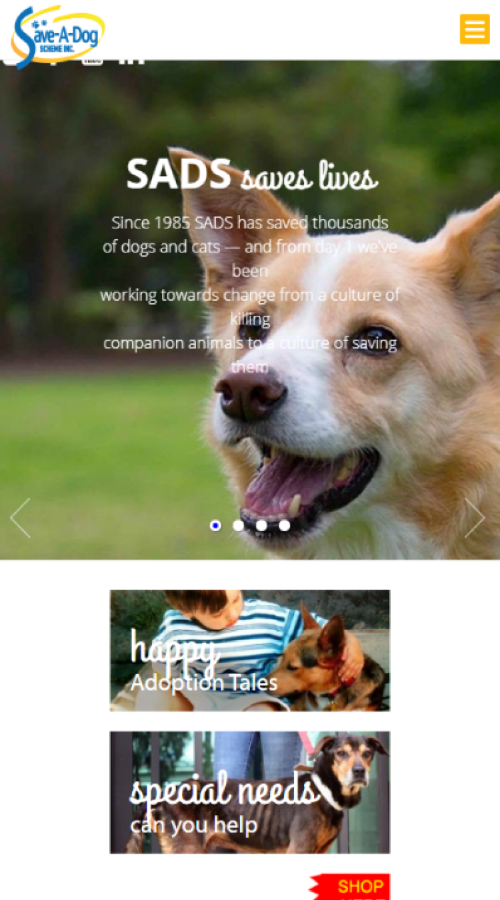 Save-A-Dog
SCHEME INC.
SADS saves lives
Since 1985 SADS has saved thousands
of dogs and cats — and from day 1 we've
been
working towards change from a culture of
killing
companion animals to a culture of saving
them
happy
Adoption Tales
special needs
can you help
SHOP